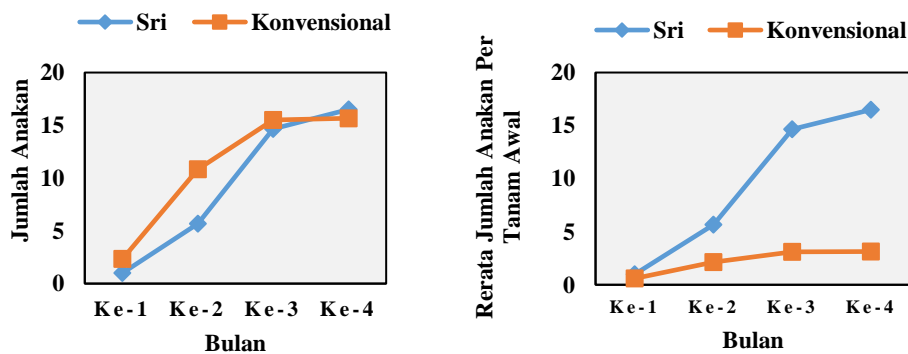 Sri Konvensional
Jumlah Anakan
20
15
10
5
0
Ke-1 Ke-2 Ke-3 Ke-4
Bulan
Sri Konvensional
Rerata Jumlah Anakan Per
Tanam Awal
20
15
10
5
0
Ke-1 Ke-2 Ke-3 Ke-4
Bulan